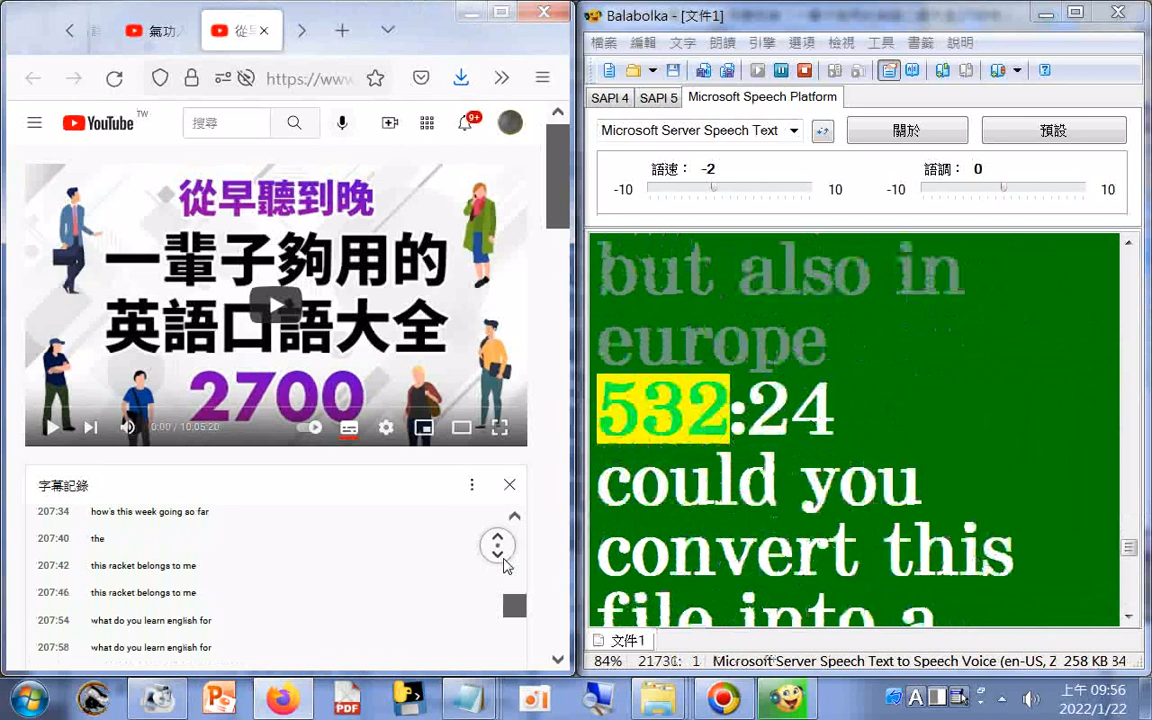 氣功
從
https://www
YouTube TW
搜尋
9+
從早聽到晚
一輩子夠用的
英語口語大全
2700
0:00 / 10:05:20
字幕記錄
207:34 how's this week going so far
207:40 the
207:42 this racket belongs to me
207:46 this racket belongs to me
207:54 what do you learn english for
207:58 what do you learn english for
Balabolka - [文件1]
檔案 編輯 文字 朗讀 引擎 選項 檢視 工具 書籤 說明
SAPI 4 SAPI 5 Microsoft Speech Platform
Microsoft Server Speech Text 關於 預設
語速: -2 語調: 0
-10 10 -10 10
but also in
europe
532:24
could you
convert this
file into a
文件1
84% 21730: 1 Microsoft Server Speech Text to Speech Voice (en-US, Z 258 KB 34
PDF A 上午 09:56
2022/1/22